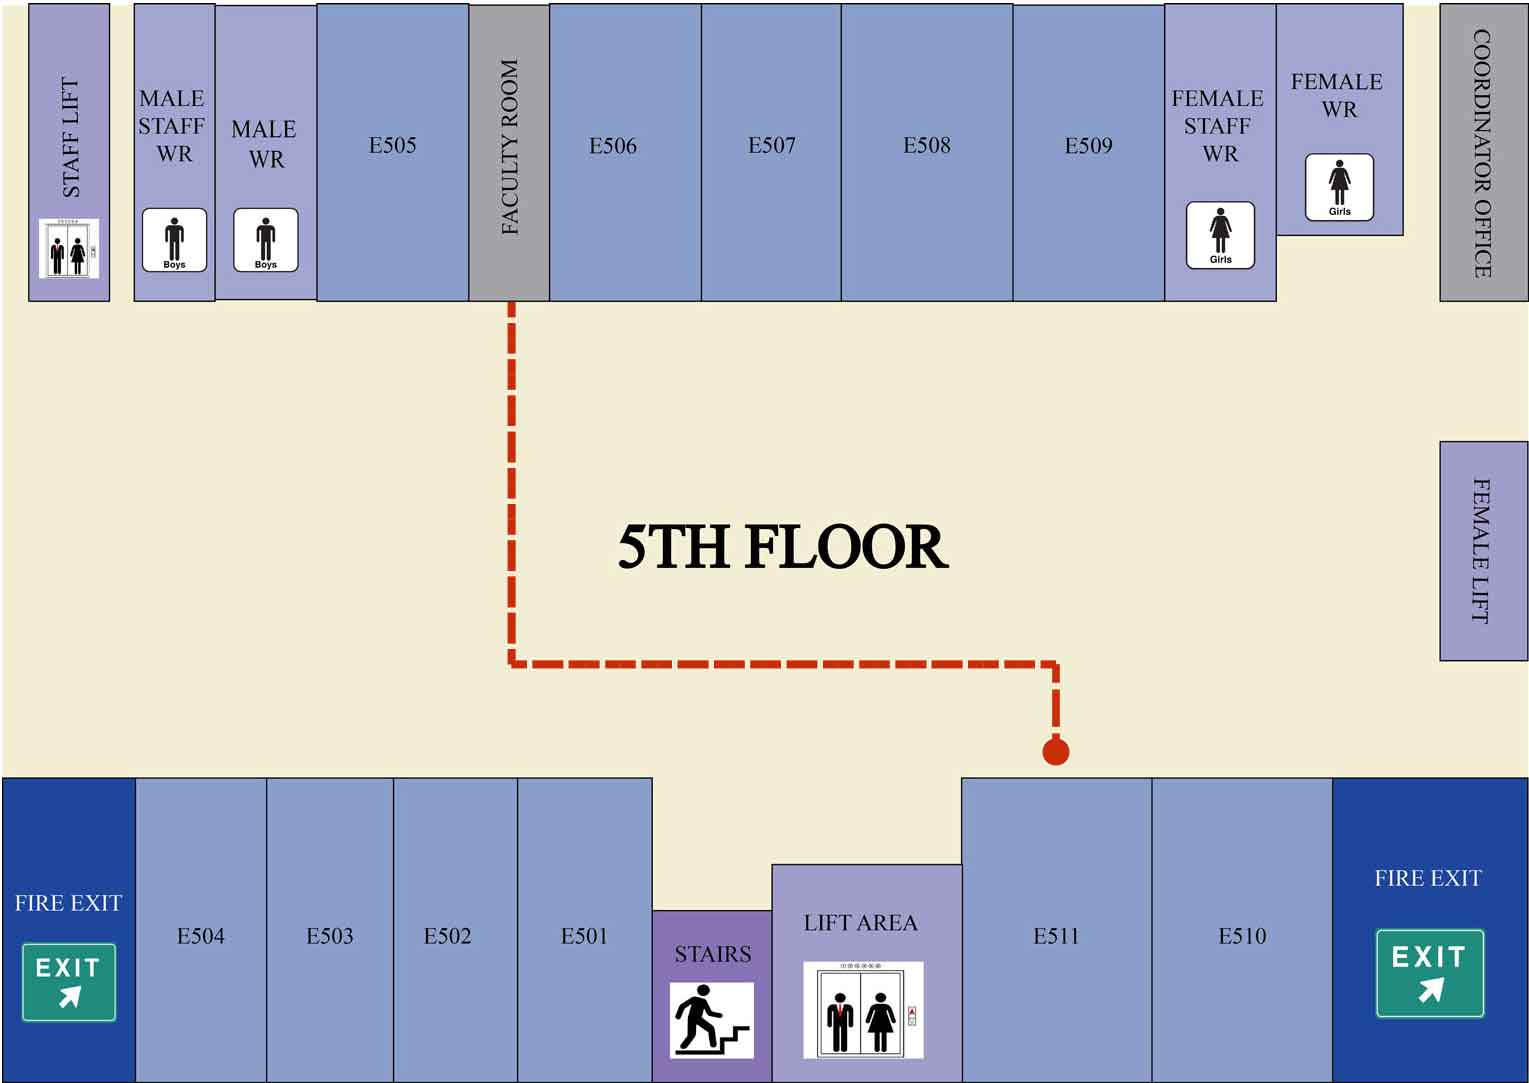 STAFF LIFT
MALE
STAFF
WR
Boys
MALE
WR
Boys
E505
FACULTY ROOM
E506
E507
E508
E509
FEMALE
STAFF
WR
Girls
FEMALE
WR
Girls
COORDINATOR OFFICE
5TH FLOOR
FEMALE LIFT
FIRE EXIT
EXIT
E504
E503
E502
E501
STAIRS
LIFT AREA
E511
E510
FIRE EXIT
EXIT